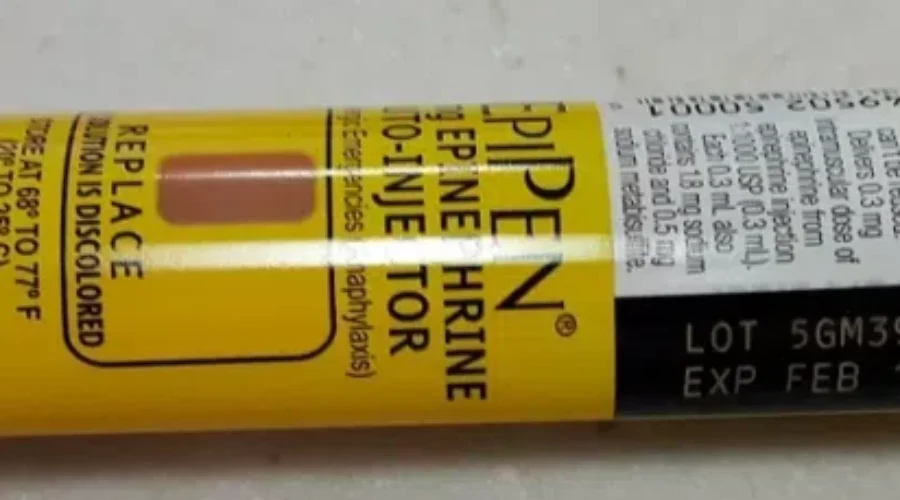 EPIPEN®
EPINEPHRINE
AUTO-INJECTOR
Emergencies (Anaphylaxis)
REPLACE
SOLUTION IS DISCOLORED
STORE AT 68° TO 77° F
Delivers 0.3 mg
intramuscular dose of
epinephrine from
epinephrine injection
1:1000 USP (0.3 mL).
Each 0.3 mL also
contains 1.8 mg sodium
chloride and 0.5 mg
sodium metabisulfite.
LOT 5GM39
EXP FEB